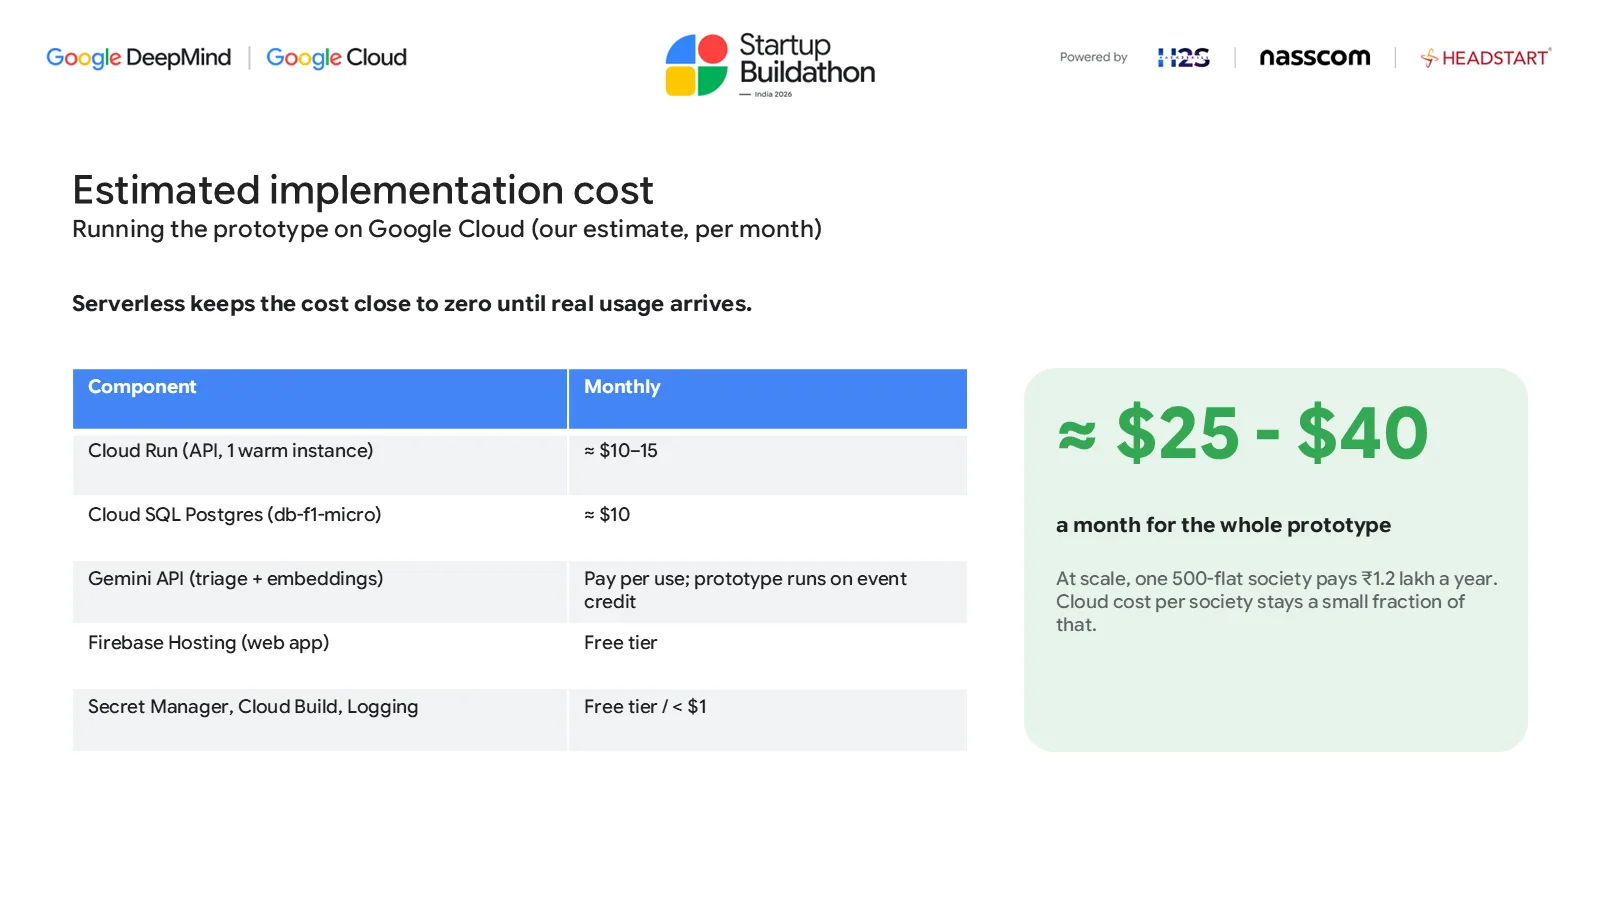 Google DeepMind | Google Cloud
Startup
Buildathon
— India 2026
Powered by
H2S
nasscom
HEADSTART
Estimated implementation cost
Running the prototype on Google Cloud (our estimate, per month)
Serverless keeps the cost close to zero until real usage arrives.
Component Monthly
Cloud Run (API, 1 warm instance) ≈ $10–15
Cloud SQL Postgres (db-f1-micro) ≈ $10
Gemini API (triage + embeddings) Pay per use; prototype runs on event
credit
Firebase Hosting (web app) Free tier
Secret Manager, Cloud Build, Logging Free tier / < $1
≈ $25 - $40
a month for the whole prototype
At scale, one 500-flat society pays ₹1.2 lakh a year.
Cloud cost per society stays a small fraction of
that.